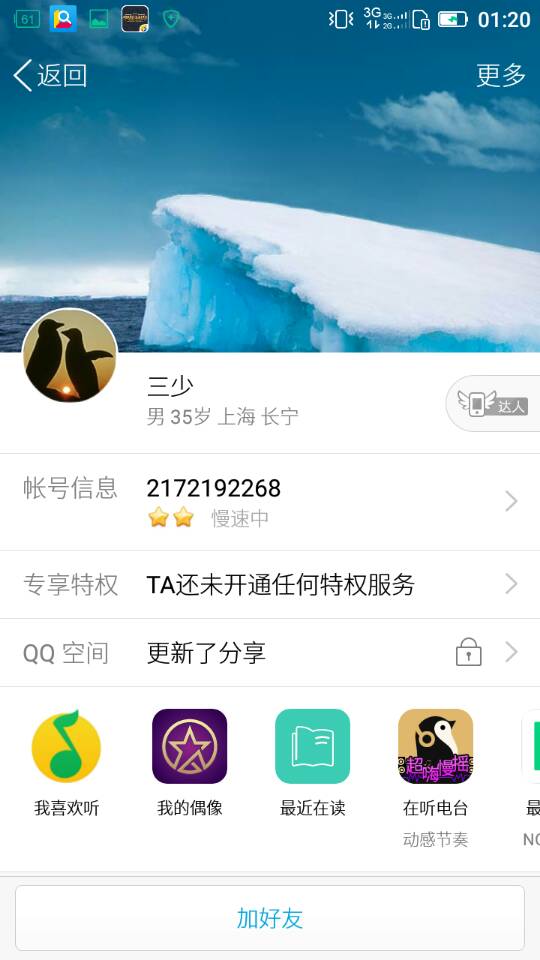 61
3G 3G 2G
01:20
返回
更多
三少
男 35岁 上海 长宁
达人
帐号信息
2172192268
慢速中
专享特权
TA还未开通任何特权服务
QQ 空间
更新了分享
超嗨慢摇
我喜欢听
我的偶像
最近在读
在听电台
最
动感节奏
NO
加好友